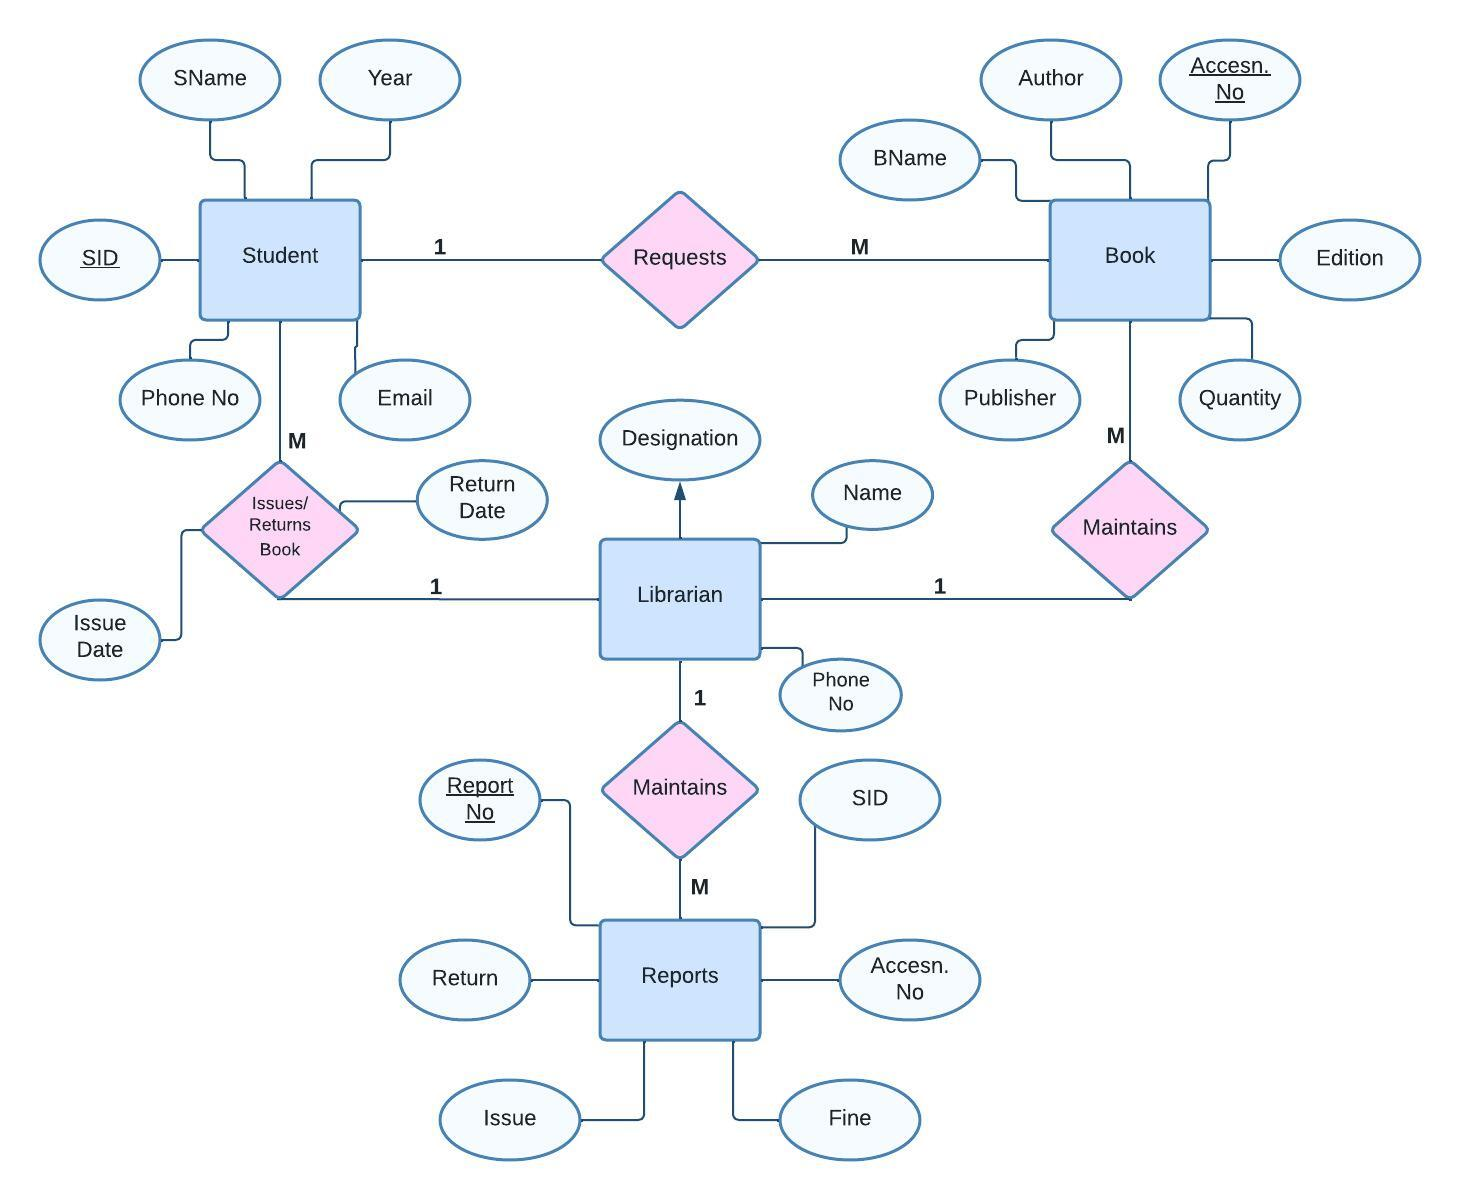 SName
Year
Author
Accesn.
No
BName
SID
Student
1
Requests
M
Book
Edition
Phone No
Email
Publisher
Quantity
M
Designation
M
Return
Date
Name
Issues/
Returns
Book
Maintains
1
Librarian
1
Issue
Date
Phone
No
1
Report
No
Maintains
SID
M
Return
Reports
Accesn.
No
Issue
Fine